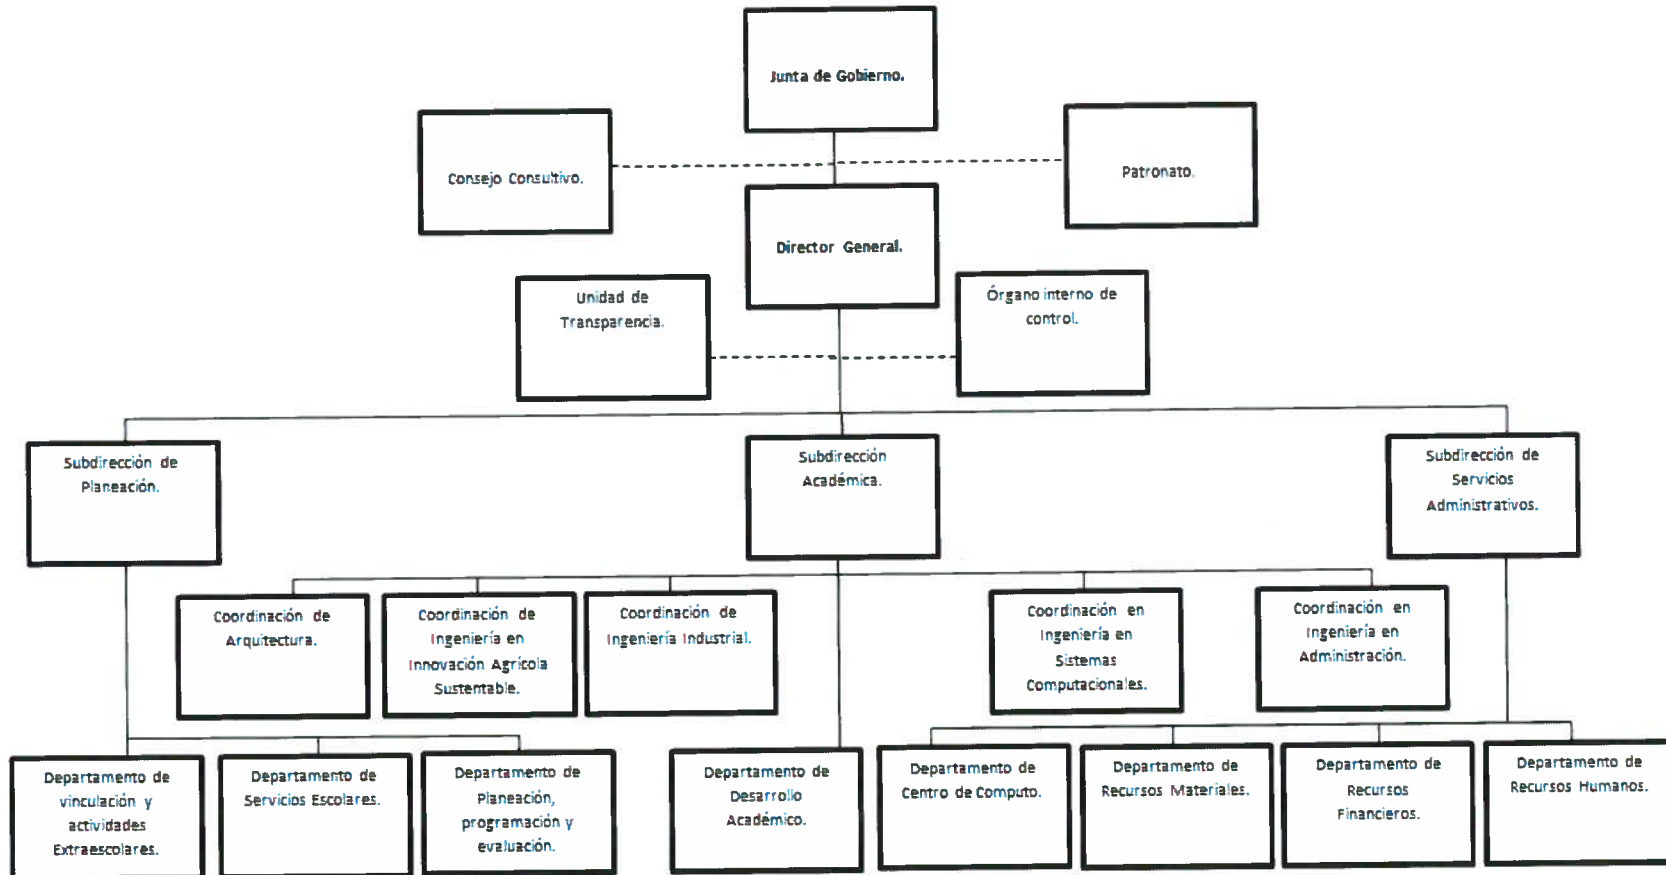 Junta de Gobierno.
Consejo Consultivo.
Patronato.
Director General.
Unidad de
Transparencia.
Órgano interno de
control.
Subdirección de
Planeación.
Subdirección
Académica.
Subdirección de
Servicios
Administrativos.
Coordinación de
Arquitectura.
Coordinación de
Ingeniería en
Innovación Agrícola
Sustentable.
Coordinación de
Ingeniería Industrial.
Coordinación en
Ingeniería en
Sistemas
Computacionales.
Coordinación en
Ingeniería en
Administración.
Departamento de
vinculación y
actividades
Extraescolares.
Departamento de
Servicios Escolares.
Departamento de
Planeación,
programación y
evaluación.
Departamento de
Desarrollo
Académico.
Departamento de
Centro de Computo.
Departamento de
Recursos Materiales.
Departamento de
Recursos
Financieros.
Departamento de
Recursos Humanos.